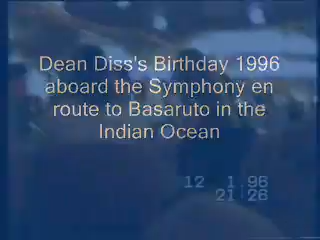 Dean Diss's Birthday 1996
aboard the Symphony en
route to Basaruto in the
Indian Ocean
12 1.96
21 26